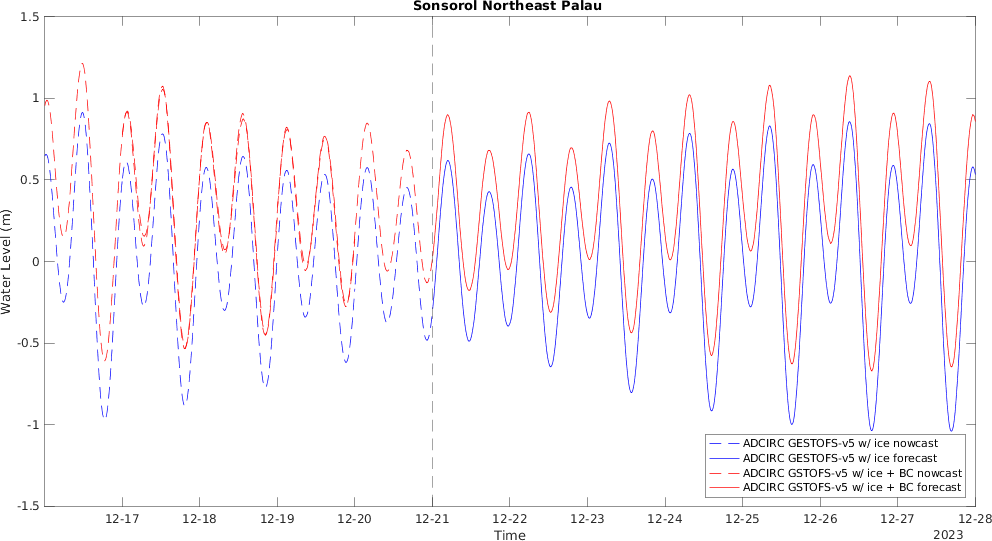 Sonsorol Northeast Palau
1.5
1
0.5
0
-0.5
-1
-1.5
Water Level (m)
ADCIRC GESTOFS-v5 w/ ice nowcast
ADCIRC GESTOFS-v5 w/ ice forecast
ADCIRC GSTOFS-v5 w/ ice + BC nowcast
ADCIRC GSTOFS-v5 w/ ice + BC forecast
12-17 12-18 12-19 12-20 12-21 12-22 12-23 12-24 12-25 12-26 12-27 12-28
Time
2023